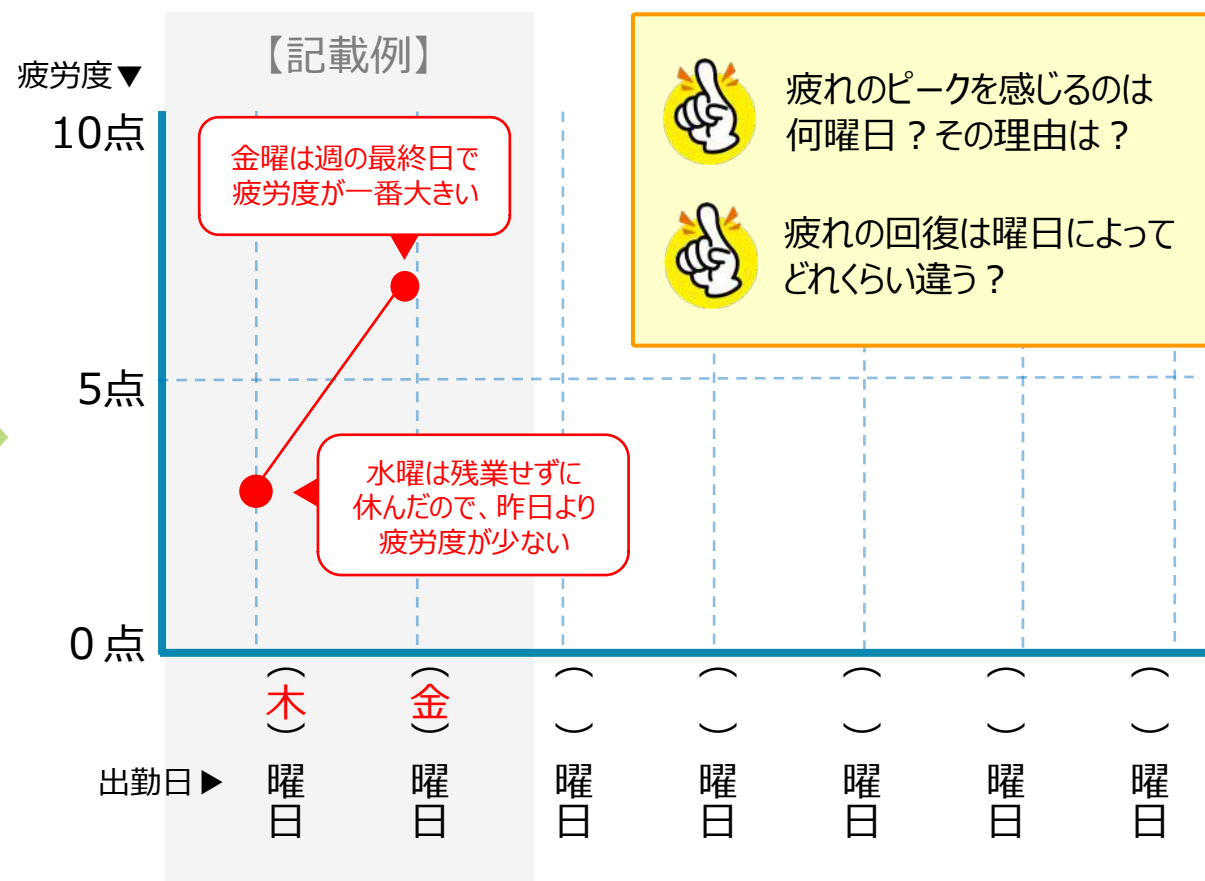 【記載例】
疲労度▼
10点
金曜は週の最終日で
疲労度が一番大きい
疲れのピークを感じるのは
何曜日？その理由は？
疲れの回復は曜日によって
どれくらい違う？
5点
水曜は残業せずに
休んだので、昨日より
疲労度が少ない
0点
出勤日▶
（木）曜日
（金）曜日
（　）曜日
（　）曜日
（　）曜日
（　）曜日
（　）曜日